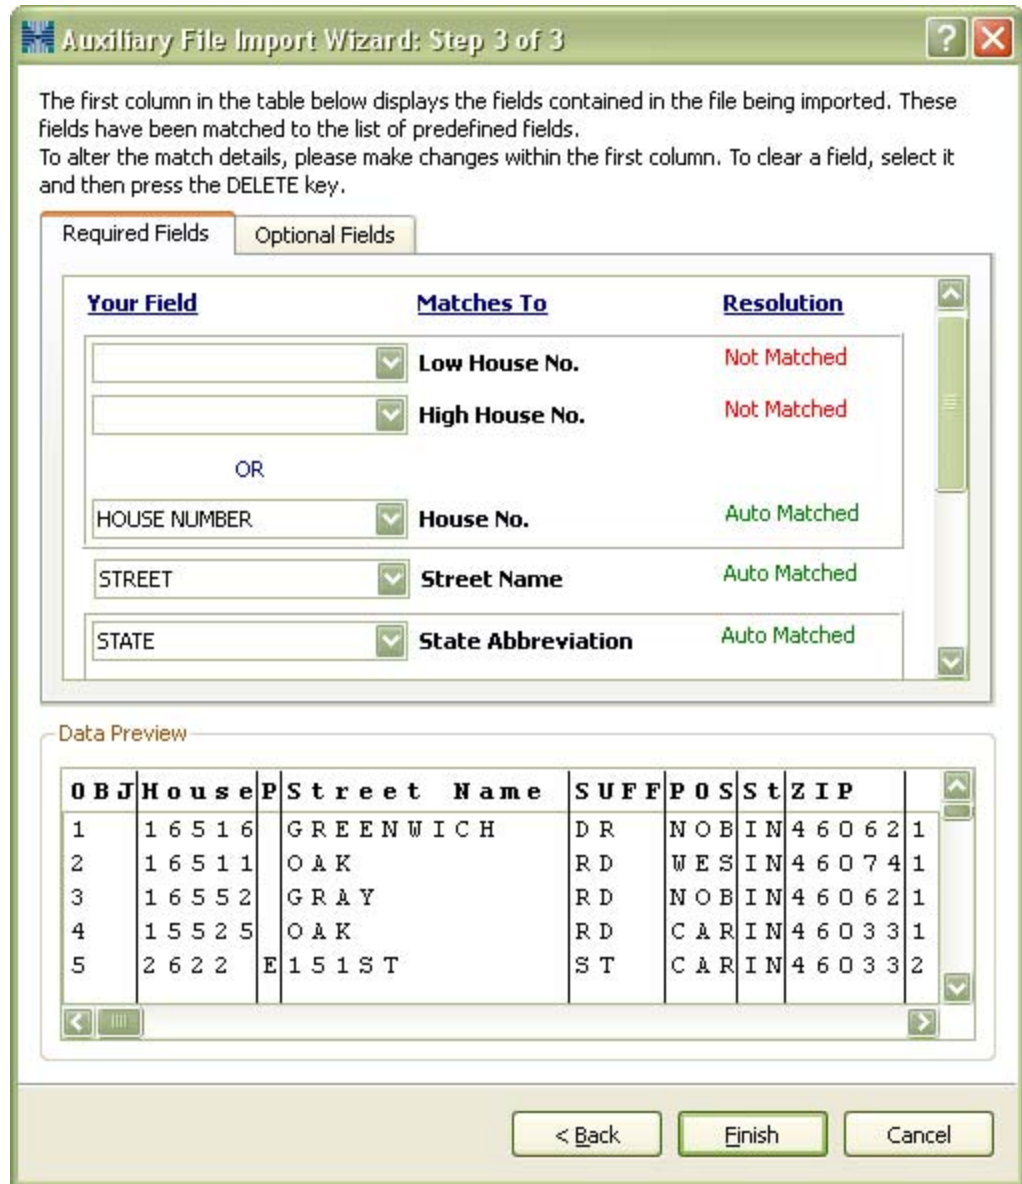 Auxiliary File Import Wizard: Step 3 of 3
The first column in the table below displays the fields contained in the file being imported. These
fields have been matched to the list of predefined fields.
To alter the match details, please make changes within the first column. To clear a field, select it
and then press the DELETE key.
Required Fields Optional Fields
Your Field Matches To Resolution
Low House No. Not Matched
High House No. Not Matched
OR
HOUSE NUMBER House No. Auto Matched
STREET Street Name Auto Matched
STATE State Abbreviation Auto Matched
Data Preview
OBJ House P Street Name SUFF POS St ZIP
1 16516 GREENWICH DR NOB IN 46062 1
2 16511 OAK RD WES IN 46074 1
3 16552 GRAY RD NOB IN 46062 1
4 15525 OAK RD CAR IN 46033 1
5 2622 E 151ST ST CAR IN 46033 2
< Back Finish Cancel